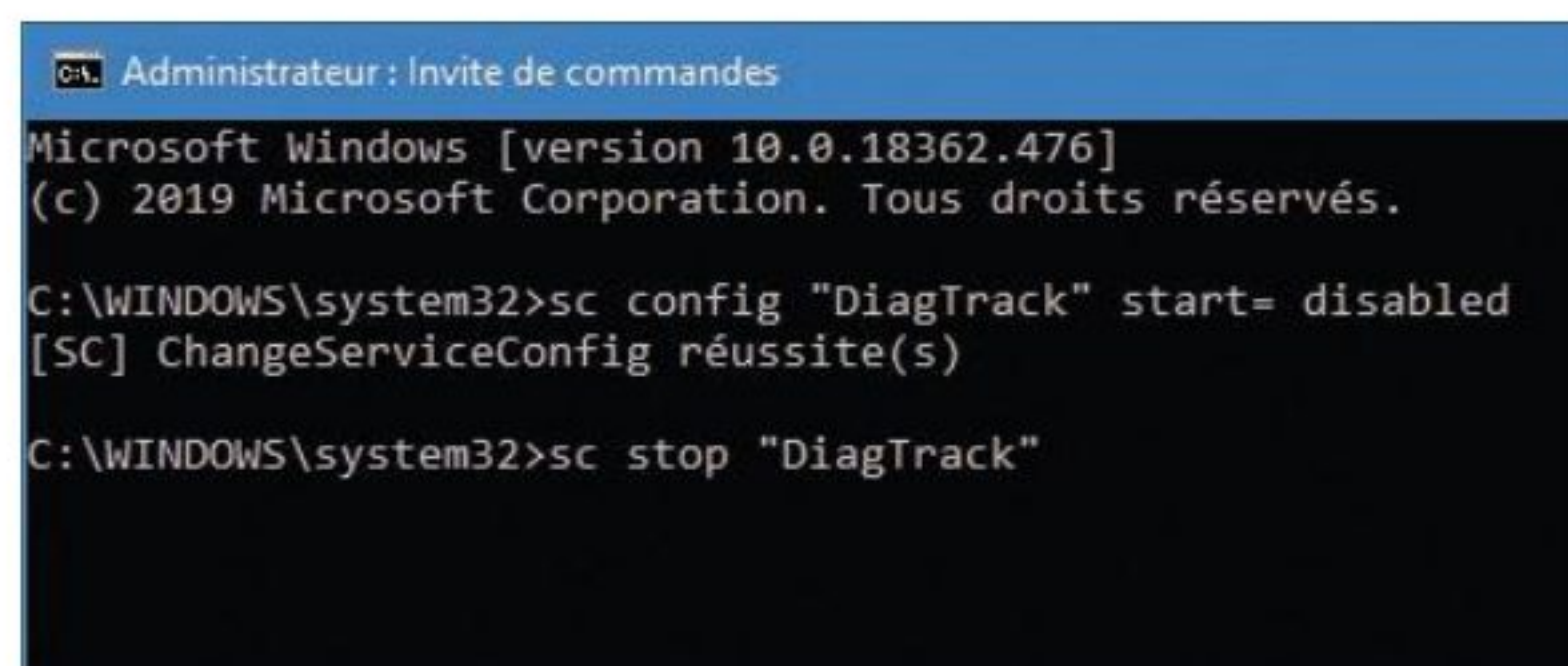 C:\.
Administrateur : Invite de commandes
Microsoft Windows [version 10.0.18362.476]
(c) 2019 Microsoft Corporation. Tous droits réservés.
C:\WINDOWS\system32>sc config "DiagTrack" start= disabled
[SC] ChangeServiceConfig réussite(s)
C:\WINDOWS\system32>sc stop "DiagTrack"